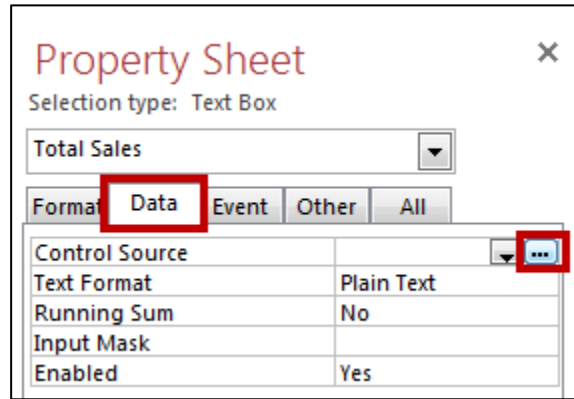 Property Sheet
Selection type: Text Box
Total Sales
Format Data Event Other All
Control Source ...
Text Format Plain Text
Running Sum No
Input Mask
Enabled Yes